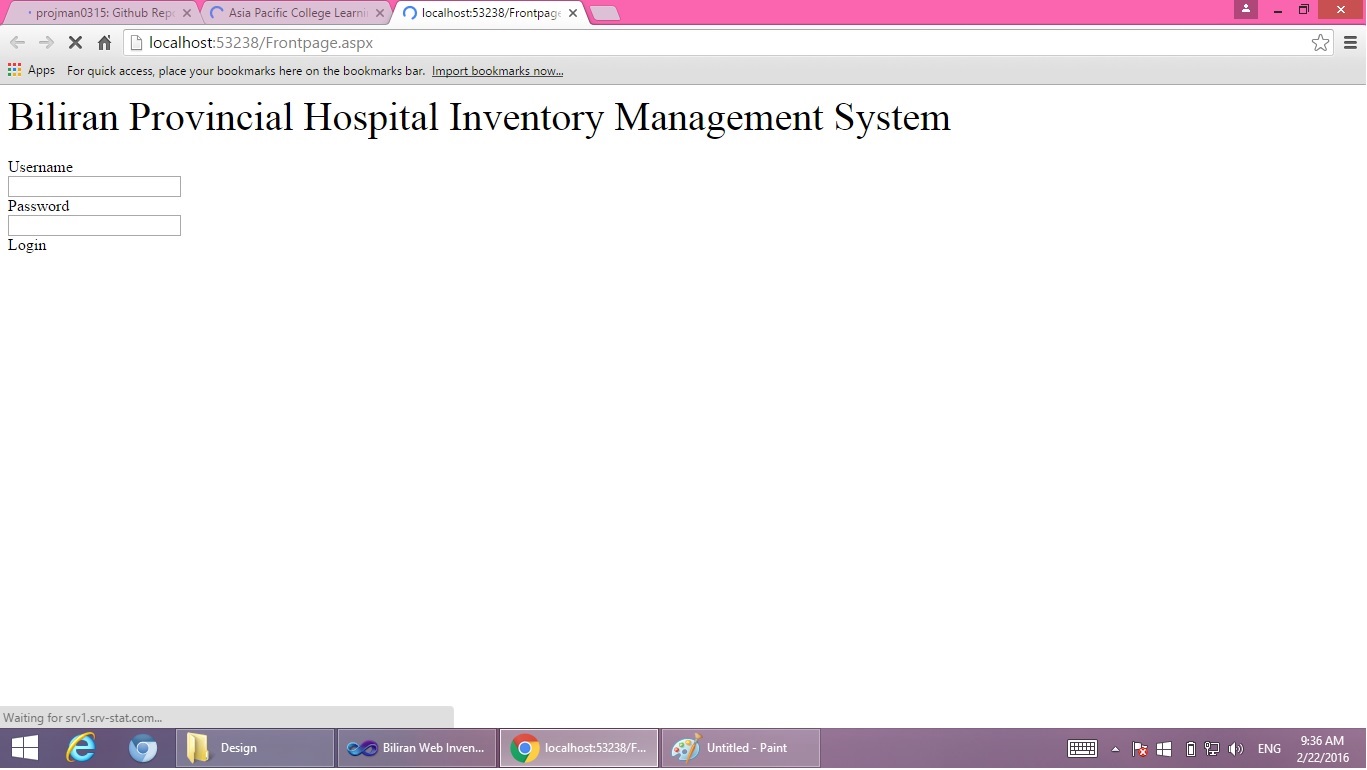 projman0315: Github Repo
Asia Pacific College Learni
localhost:53238/Frontpage
localhost:53238/Frontpage.aspx
Apps For quick access, place your bookmarks here on the bookmarks bar. Import bookmarks now...
Biliran Provincial Hospital Inventory Management System
Username
Password
Login
Waiting for srv1.srv-stat.com...
Design
Biliran Web Inven...
localhost:53238/F...
Untitled - Paint
ENG
9:36 AM
2/22/2016